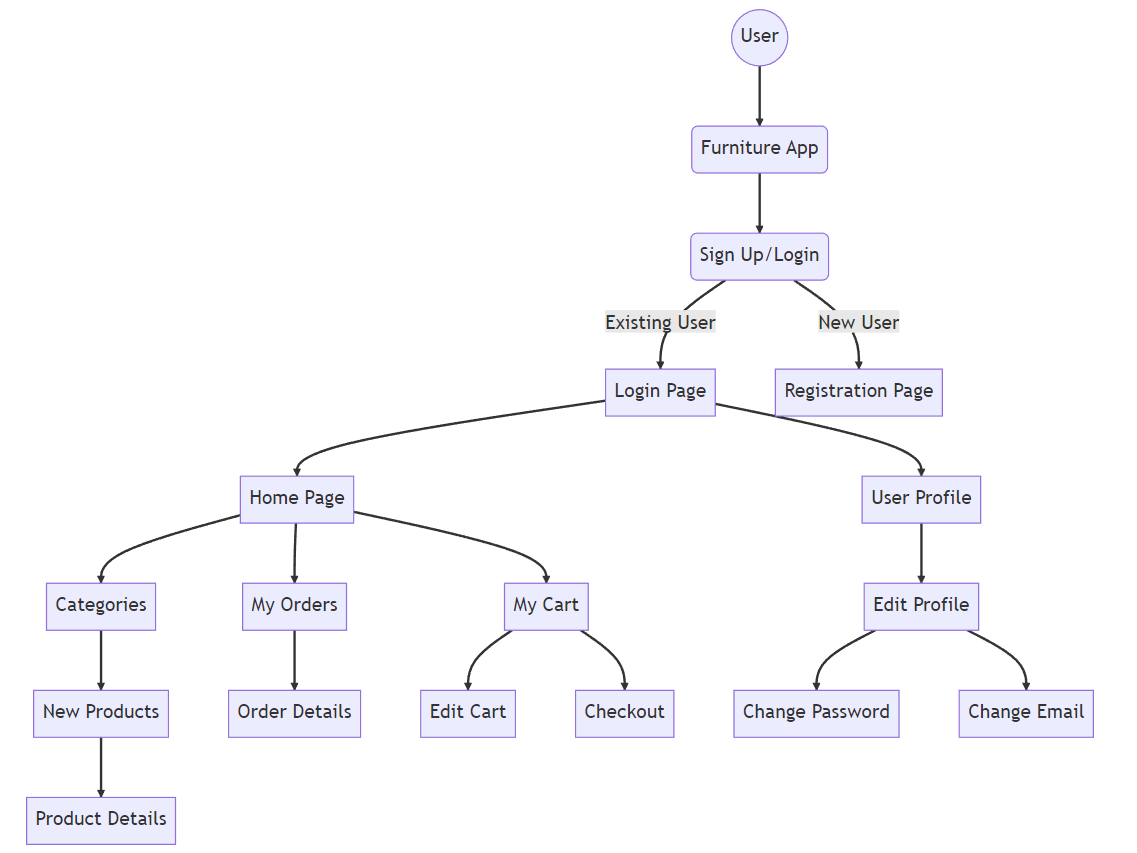 User
Furniture App
Sign Up/Login
Existing User
New User
Login Page
Registration Page
Home Page
User Profile
Categories
My Orders
My Cart
Edit Profile
New Products
Order Details
Edit Cart
Checkout
Change Password
Change Email
Product Details